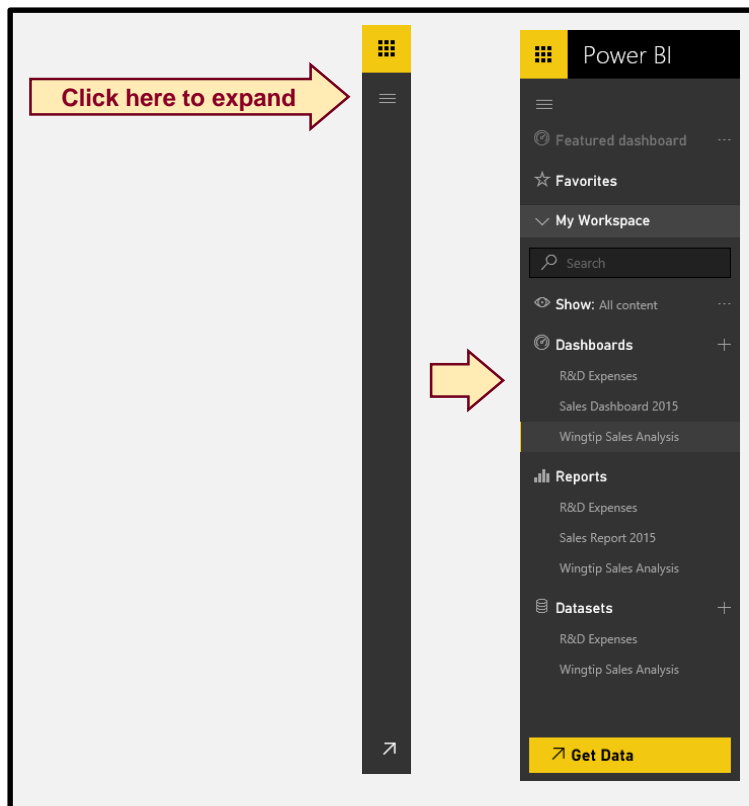 Click here to expand
Power BI
Featured dashboard
Favorites
My Workspace
Search
Show: All content
Dashboards
R&D Expenses
Sales Dashboard 2015
Wingtip Sales Analysis
Reports
R&D Expenses
Sales Report 2015
Wingtip Sales Analysis
Datasets
R&D Expenses
Wingtip Sales Analysis
Get Data